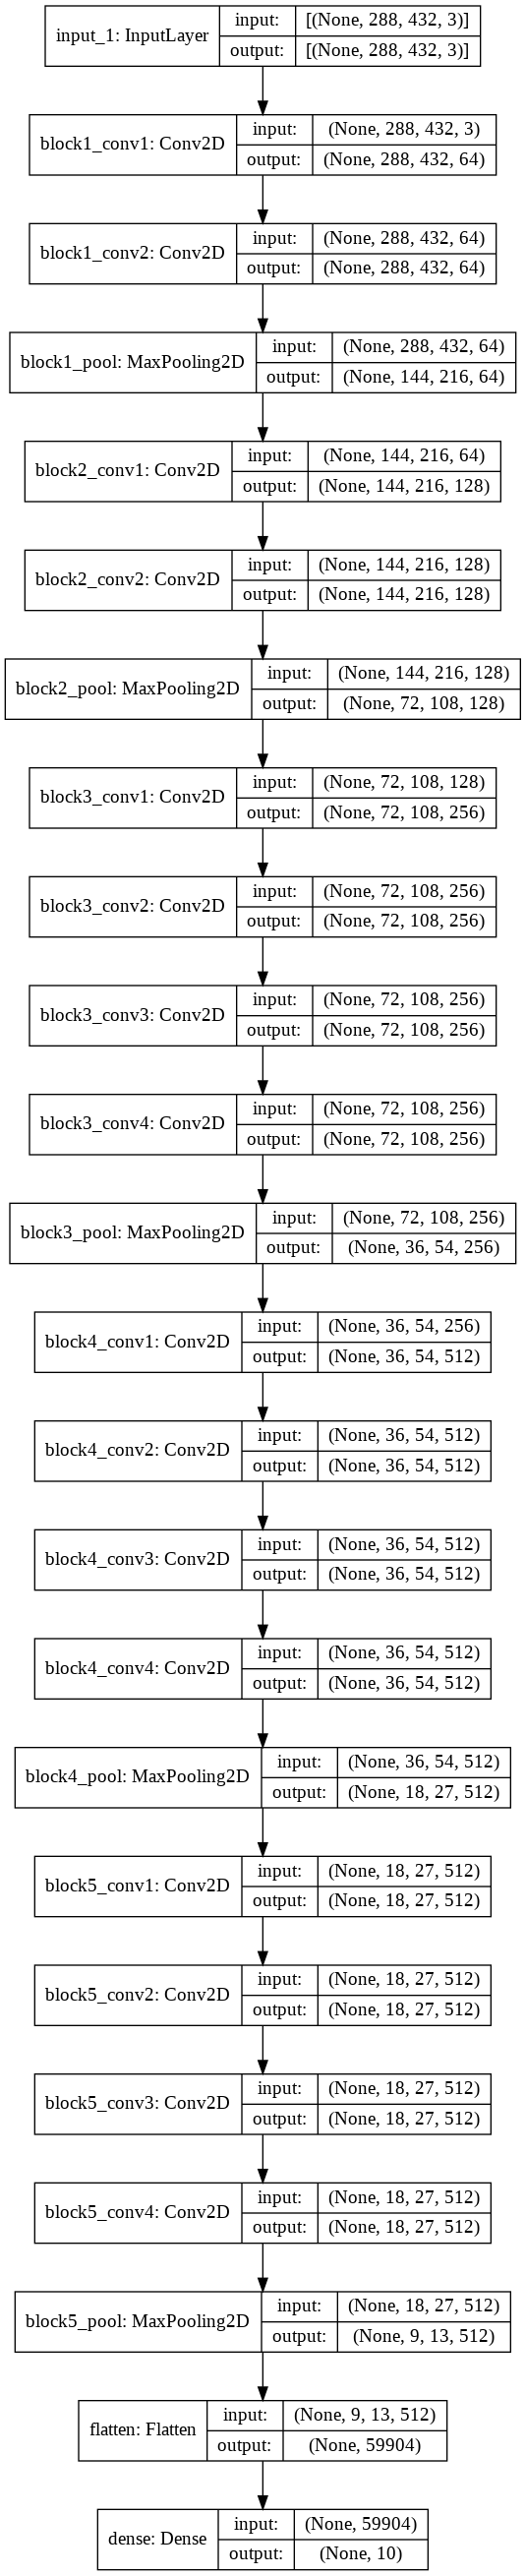 input_1: InputLayer
input: [(None, 288, 432, 3)]
output: [(None, 288, 432, 3)]
block1_conv1: Conv2D
input: (None, 288, 432, 3)
output: (None, 288, 432, 64)
block1_conv2: Conv2D
input: (None, 288, 432, 64)
output: (None, 288, 432, 64)
block1_pool: MaxPooling2D
input: (None, 288, 432, 64)
output: (None, 144, 216, 64)
block2_conv1: Conv2D
input: (None, 144, 216, 64)
output: (None, 144, 216, 128)
block2_conv2: Conv2D
input: (None, 144, 216, 128)
output: (None, 144, 216, 128)
block2_pool: MaxPooling2D
input: (None, 144, 216, 128)
output: (None, 72, 108, 128)
block3_conv1: Conv2D
input: (None, 72, 108, 128)
output: (None, 72, 108, 256)
block3_conv2: Conv2D
input: (None, 72, 108, 256)
output: (None, 72, 108, 256)
block3_conv3: Conv2D
input: (None, 72, 108, 256)
output: (None, 72, 108, 256)
block3_conv4: Conv2D
input: (None, 72, 108, 256)
output: (None, 72, 108, 256)
block3_pool: MaxPooling2D
input: (None, 72, 108, 256)
output: (None, 36, 54, 256)
block4_conv1: Conv2D
input: (None, 36, 54, 256)
output: (None, 36, 54, 512)
block4_conv2: Conv2D
input: (None, 36, 54, 512)
output: (None, 36, 54, 512)
block4_conv3: Conv2D
input: (None, 36, 54, 512)
output: (None, 36, 54, 512)
block4_conv4: Conv2D
input: (None, 36, 54, 512)
output: (None, 36, 54, 512)
block4_pool: MaxPooling2D
input: (None, 36, 54, 512)
output: (None, 18, 27, 512)
block5_conv1: Conv2D
input: (None, 18, 27, 512)
output: (None, 18, 27, 512)
block5_conv2: Conv2D
input: (None, 18, 27, 512)
output: (None, 18, 27, 512)
block5_conv3: Conv2D
input: (None, 18, 27, 512)
output: (None, 18, 27, 512)
block5_conv4: Conv2D
input: (None, 18, 27, 512)
output: (None, 18, 27, 512)
block5_pool: MaxPooling2D
input: (None, 18, 27, 512)
output: (None, 9, 13, 512)
flatten: Flatten
input: (None, 9, 13, 512)
output: (None, 59904)
dense: Dense
input: (None, 59904)
output: (None, 10)